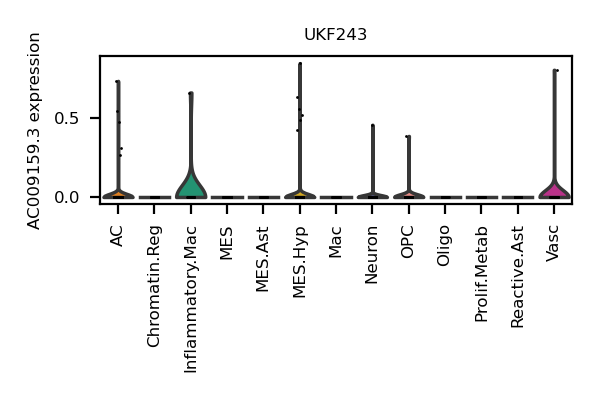 UKF243
AC009159.3 expression
0.5
0.0
AC
Chromatin.Reg
Inflammatory.Mac
MES
MES.Ast
MES.Hyp
Mac
Neuron
OPC
Oligo
Prolif.Metab
Reactive.Ast
Vasc